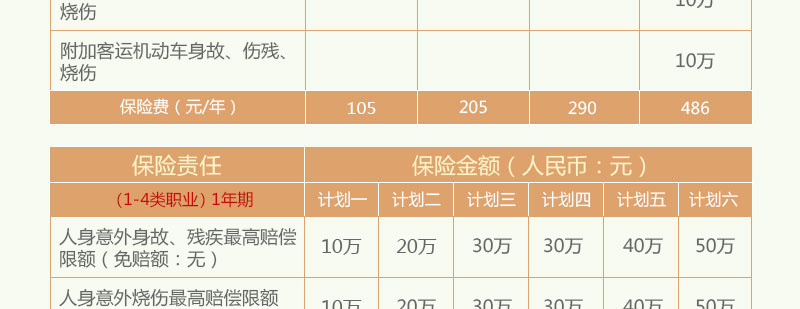 烧伤 10万
附加客运机动车身故、伤残、
烧伤 10万
保险费（元/年） 105 205 290 486
保险责任 保险金额（人民币：元）
（1-4类职业）1年期 计划一 计划二 计划三 计划四 计划五 计划六
人身意外身故、残疾最高赔偿
限额（免赔额：无） 10万 20万 30万 30万 40万 50万
人身意外烧伤最高赔偿限额 10万 20万 30万 30万 40万 50万